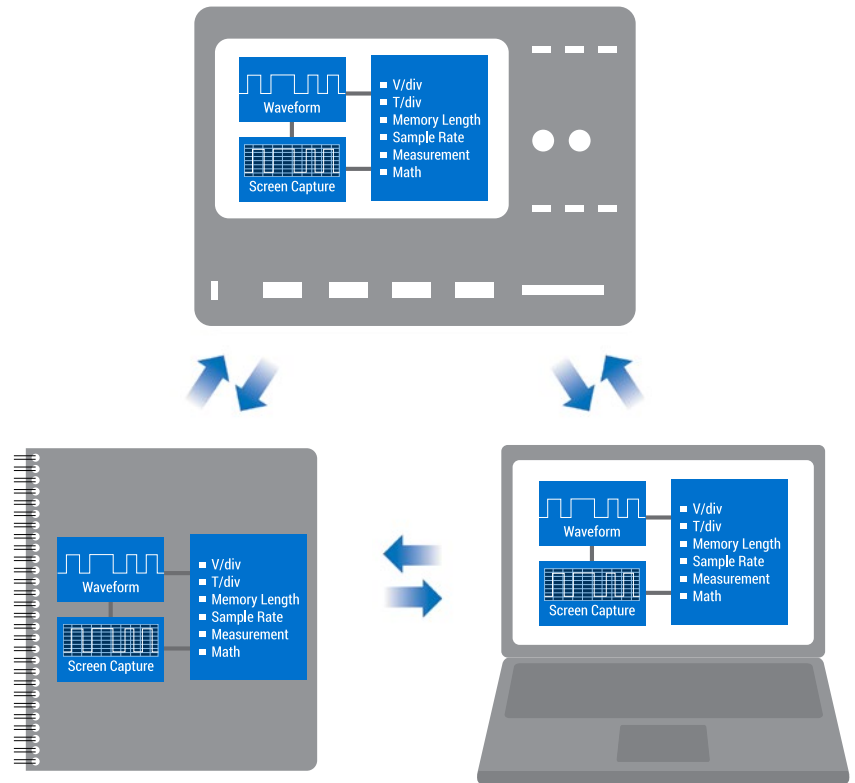 Waveform
Screen Capture
V/div
T/div
Memory Length
Sample Rate
Measurement
Math
Waveform
Screen Capture
V/div
T/div
Memory Length
Sample Rate
Measurement
Math
Waveform
Screen Capture
V/div
T/div
Memory Length
Sample Rate
Measurement
Math